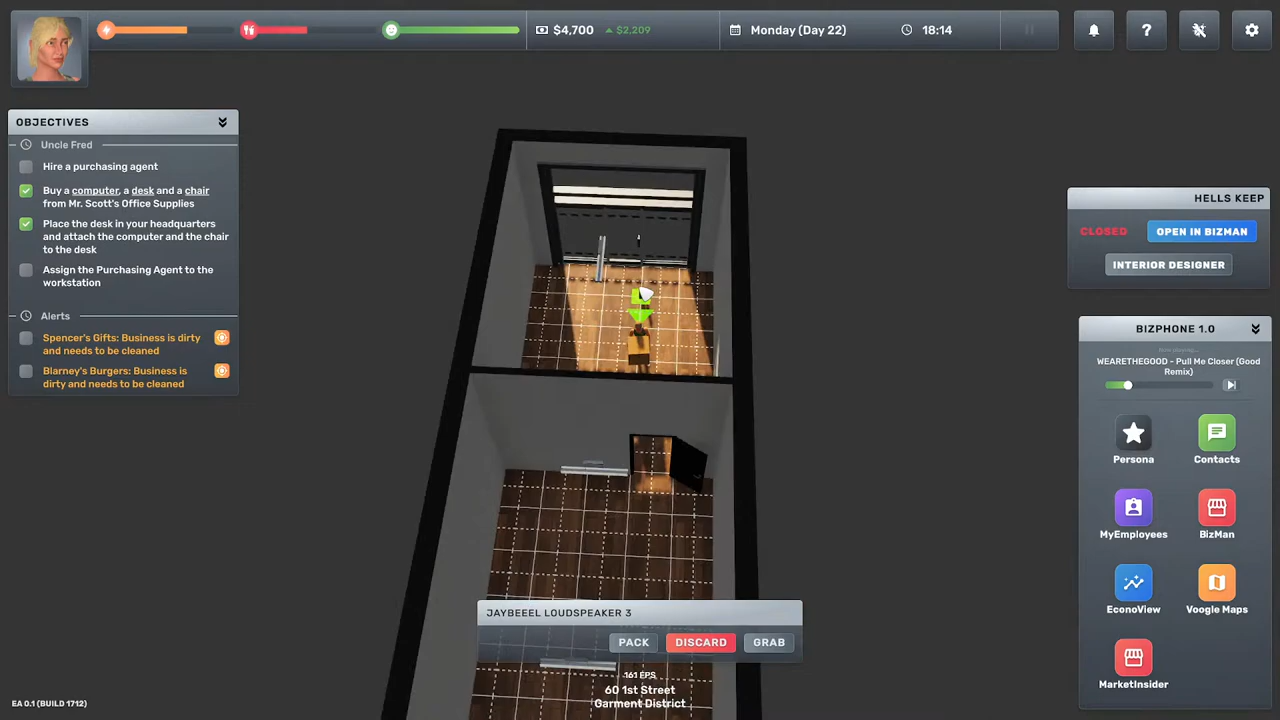 $4,700
$2,209
Monday (Day 22)
18:14
?
OBJECTIVES
Uncle Fred
Hire a purchasing agent
Buy a computer, a desk and a chair
from Mr. Scott's Office Supplies
Place the desk in your headquarters
and attach the computer and the chair
to the desk
Assign the Purchasing Agent to the
workstation
Alerts
Spencer's Gifts: Business is dirty
and needs to be cleaned
Blarney's Burgers: Business is
dirty and needs to be cleaned
HELLS KEEP
CLOSED
OPEN IN BIZMAN
INTERIOR DESIGNER
BIZPHONE 1.0
Now playing...
WEARETHEGOOD - Pull Me Closer (Good
Remix)
Persona
Contacts
MyEmployees
BizMan
EconoView
Voogle Maps
MarketInsider
JAYBEEEL LOUDSPEAKER 3
PACK
DISCARD
GRAB
161 FPS
60 1st Street
Garment District
EA 0.1 (BUILD 1712)